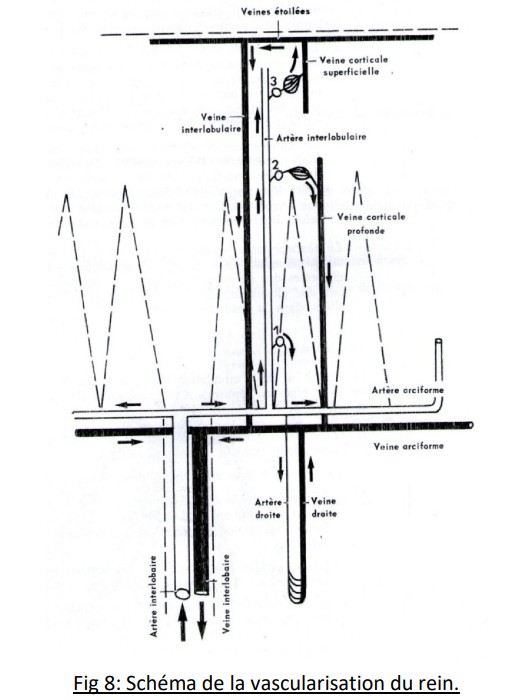 Veines étoilées
Veine corticale
superficielle
3
Veine
interlobulaire
Artère interlobulaire
2
Veine corticale
profonde
1
Artère arciforme
Veine arciforme
Artère
droite
Veine
droite
Artère interlobaire
Veine interlobaire
Fig 8: Schéma de la vascularisation du rein.